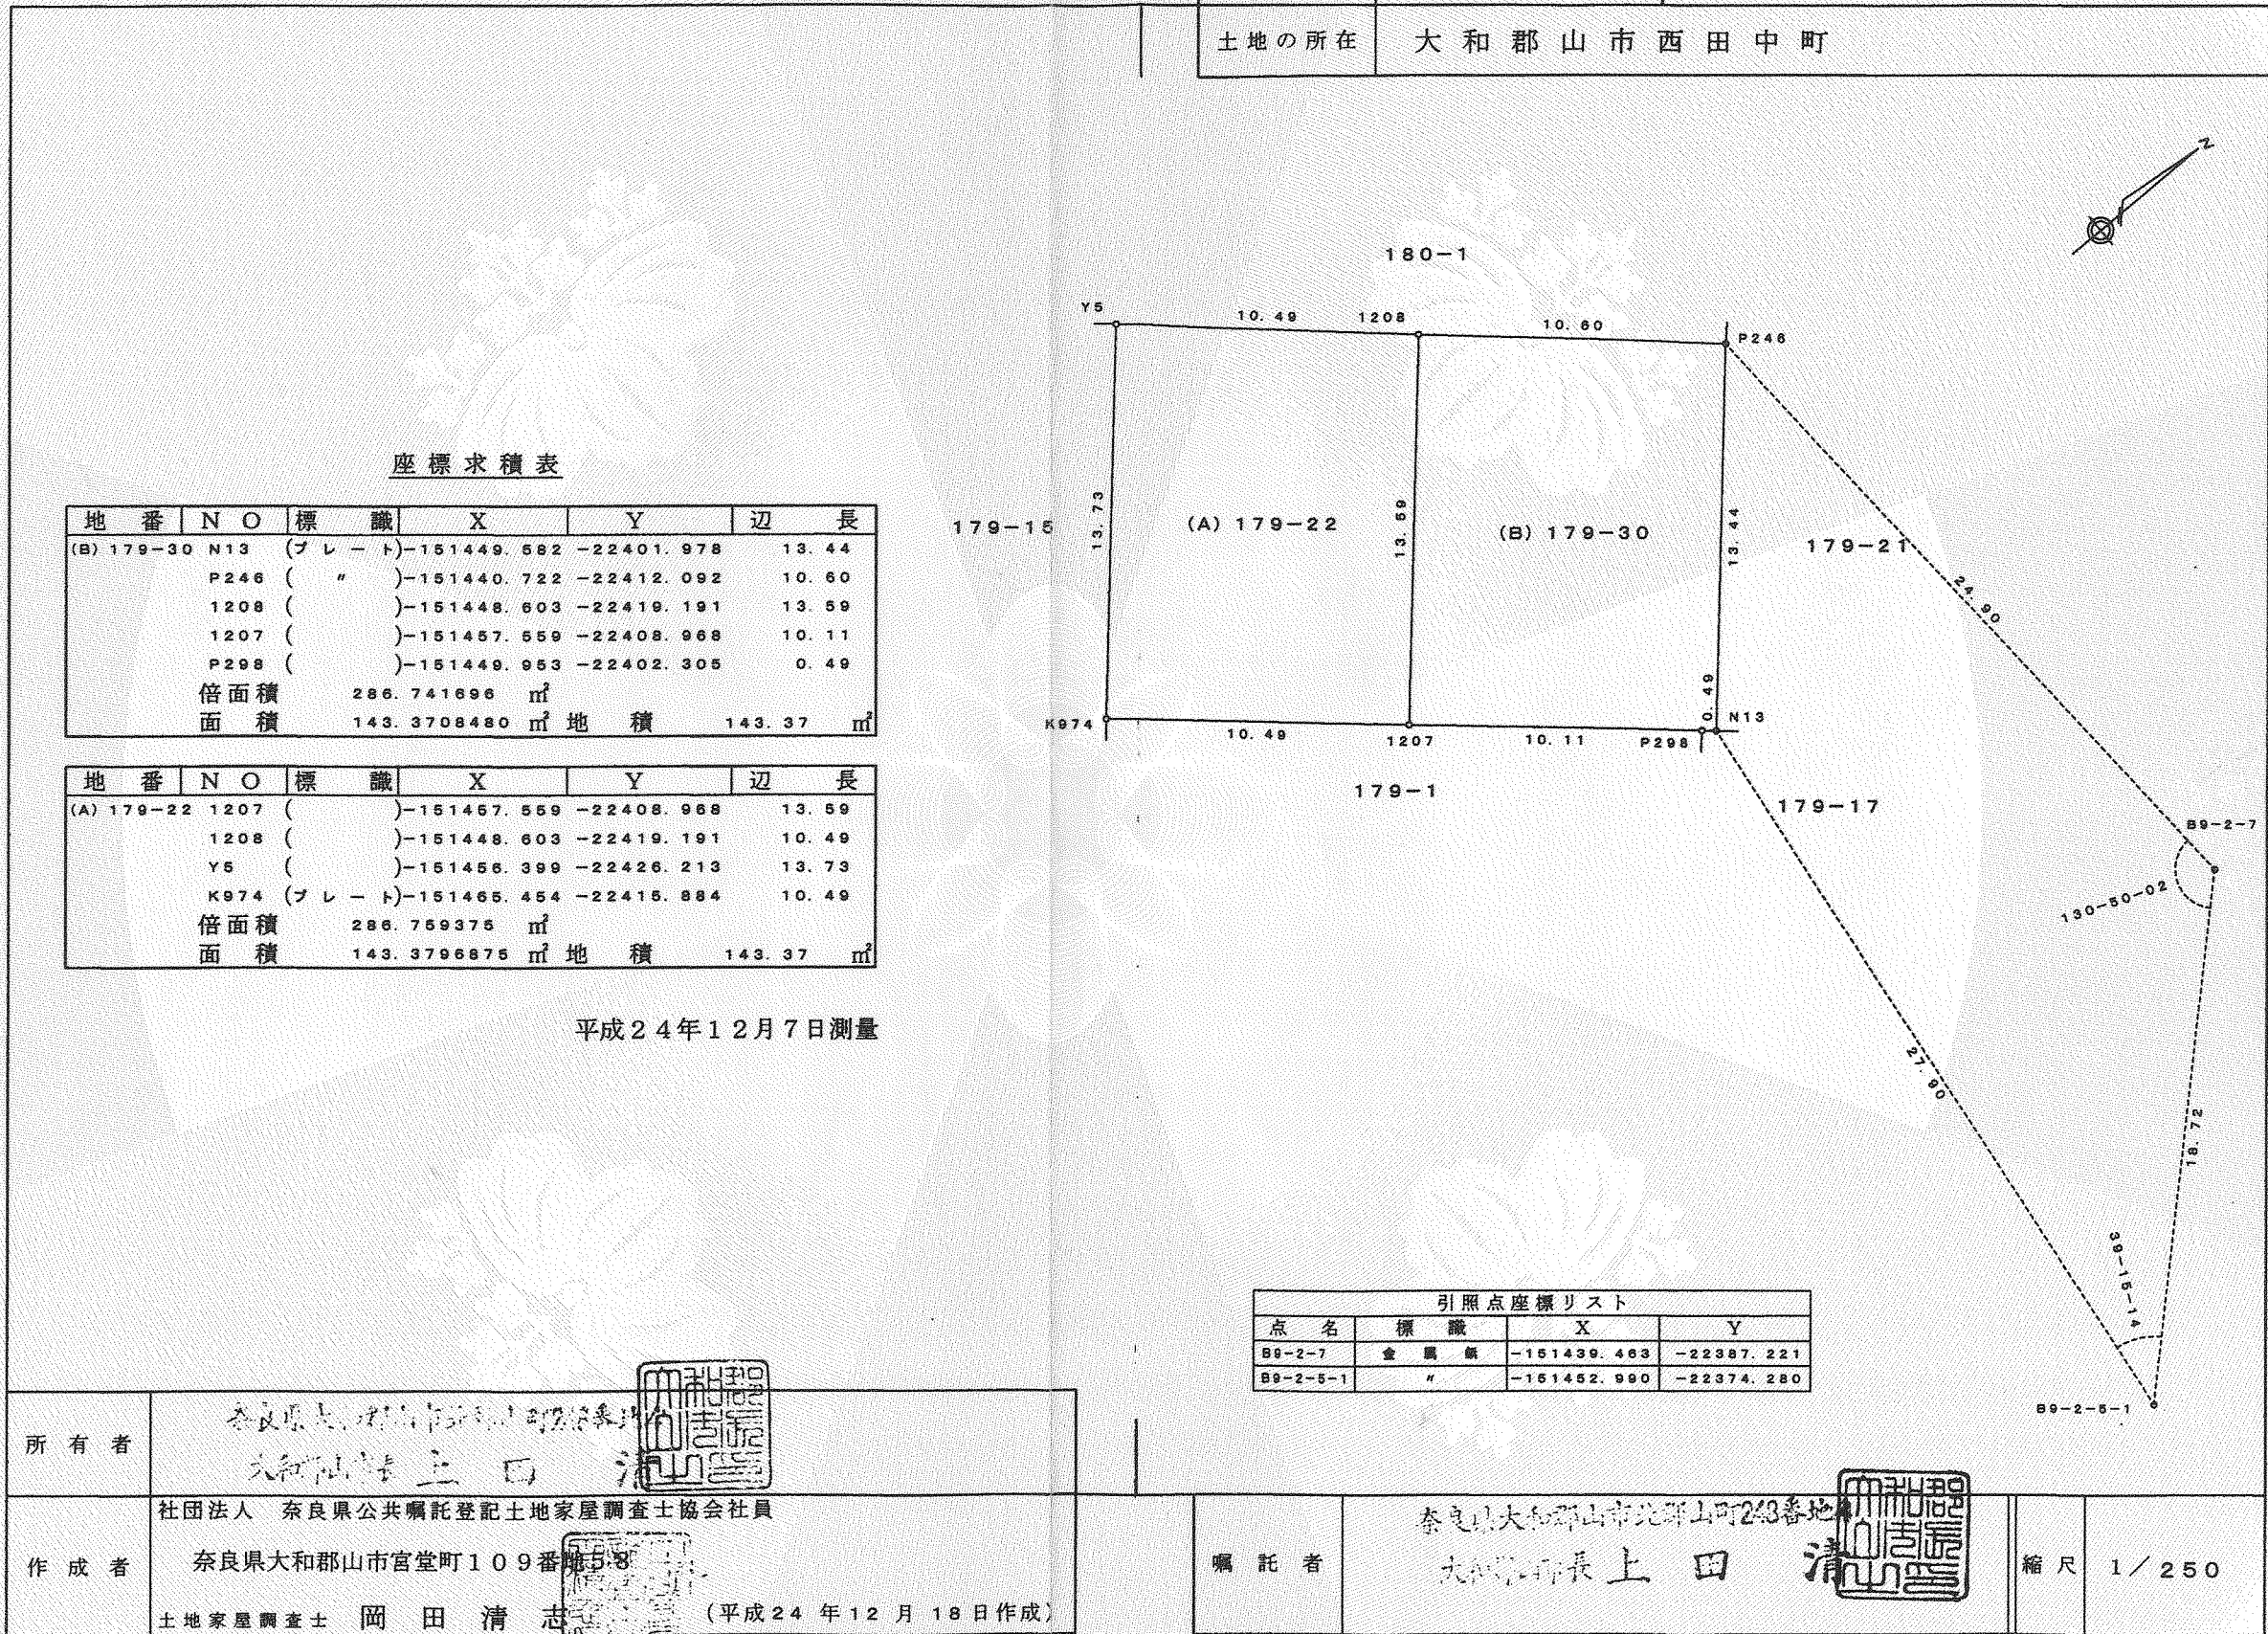 土地の所在 大和郡山市西田中町
座標求積表
地番 NO 標識 X Y 辺長
(B) 179-30 N13 (プレート) -151449.582 -22401.978 13.44
P246 ( 〃 ) -151440.722 -22412.092 10.60
1208 ( ) -151448.603 -22419.191 13.59
1207 ( ) -151457.559 -22408.968 10.11
P298 ( ) -151449.953 -22402.305 0.49
倍面積 286.741696 ㎡
面積 143.3708480 ㎡ 地積 143.37 ㎡
地番 NO 標識 X Y 辺長
(A) 179-22 1207 ( ) -151457.559 -22408.968 13.59
1208 ( ) -151448.603 -22419.191 10.49
Y5 ( ) -151456.399 -22426.213 13.73
K974 (プレート) -151465.454 -22415.884 10.49
倍面積 286.759375 ㎡
面積 143.3796875 ㎡ 地積 143.37 ㎡
平成24年12月7日測量
N
180-1
Y5
10.49
1208
10.60
P246
179-15
13.73
(A) 179-22
13.59
(B) 179-30
13.44
179-21
24.90
0.49
K974
10.49
1207
10.11
P298
N13
179-1
179-17
B9-2-7
130-50-02
27.90
18.72
39-15-14
B9-2-5-1
引照点座標リスト
点名 標識 X Y
B9-2-7 金属鋲 -151439.463 -22387.221
B9-2-5-1 〃 -151452.990 -22374.280
所有者
上田 清
作成者
社団法人 奈良県公共嘱託登記土地家屋調査士協会社員
奈良県大和郡山市宮堂町109番地58
土地家屋調査士 岡田清志
(平成24年12月18日作成)
嘱託者
奈良県大和郡山市北郡山町248番地4
大和郡山市長 上田 清
縮尺 1/250